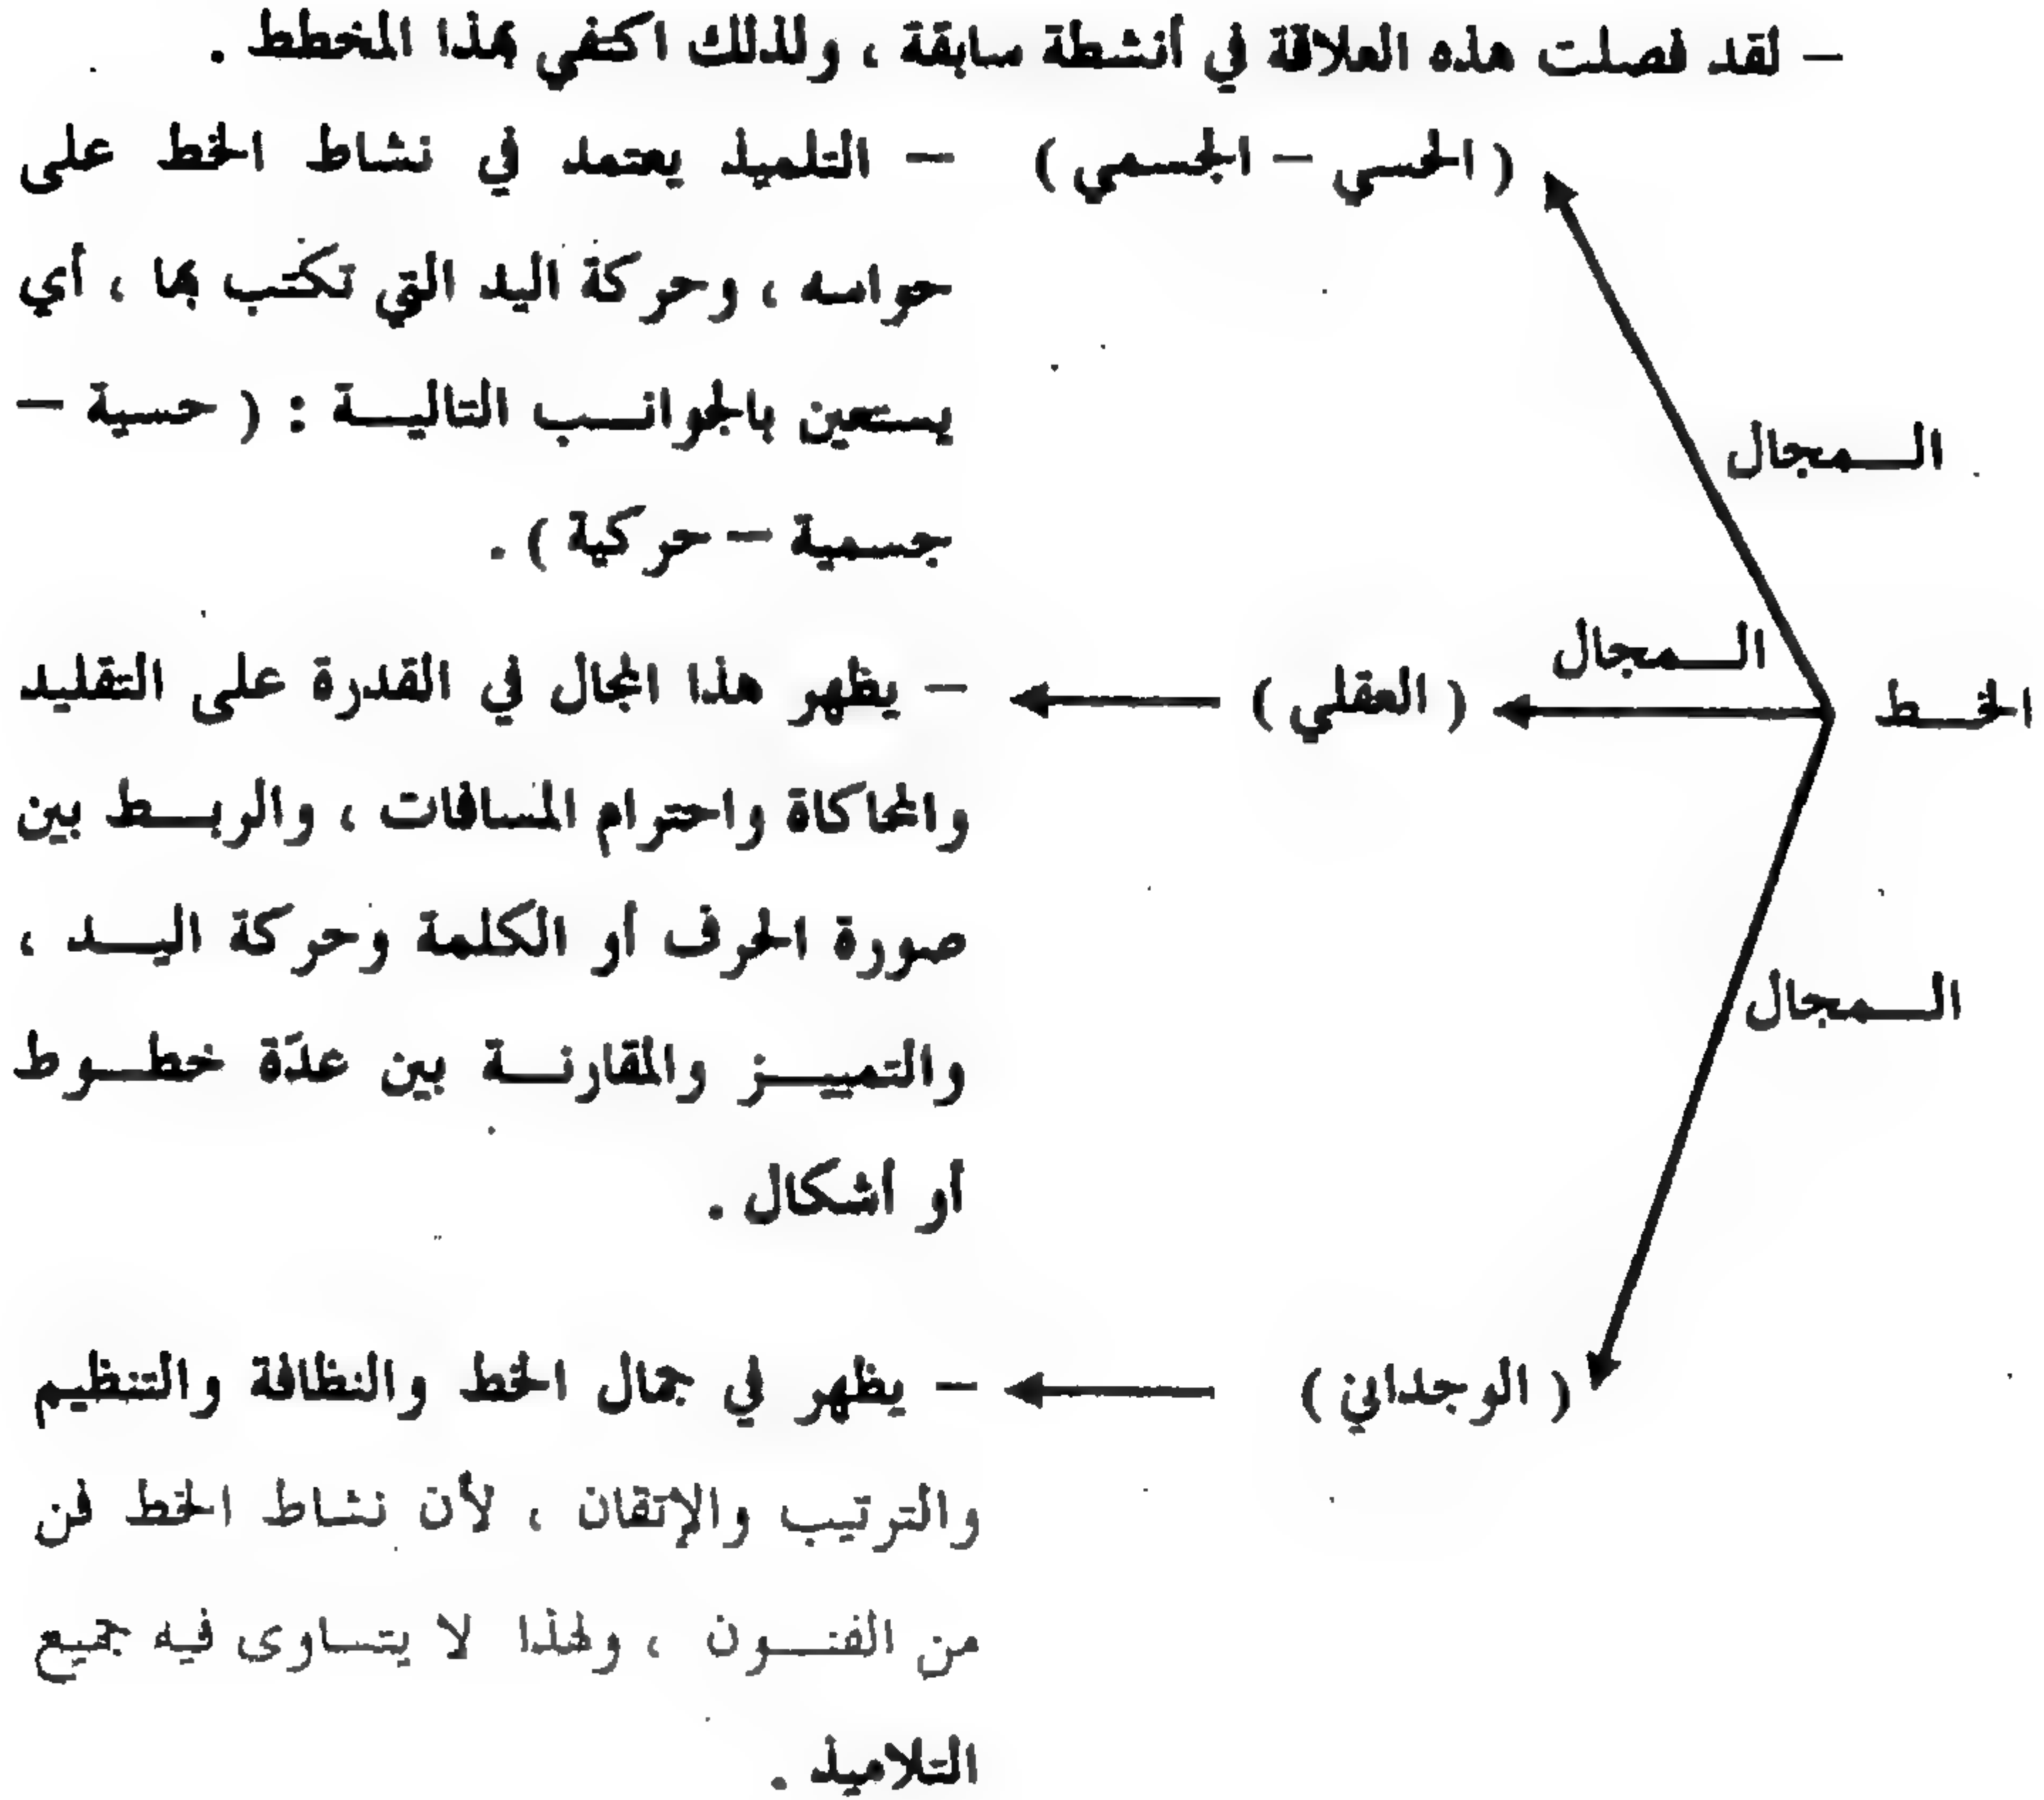 – لقد فصلت هذه العلاقة في أنشطة سابقة ، ولذلك اكتفي بهذا المخطط .
( الحسي – الجسمي ) – التلميذ يعتمد في نشاط الخط على
حواسه ، وحركة اليد التي تكتب بها ، أي
يستعين بالجوانب التالية : ( حسية –
المجال
جسمية – حركية ) .
المجال
الخط ( العقلي ) – يظهر هذا المجال في القدرة على التقليد
والمحاكاة واحترام المسافات ، والربط بين
صورة الحرف أو الكلمة وحركة اليد ،
المجال
والتمييز والمقارنة بين عدّة خطوط
أو أشكال .
( الوجداني ) – يظهر في جمال الخط والنظافة والتنظيم
والترتيب والإتقان ، لأن نشاط الخط فن
من الفنون ، ولهذا لا يتساوى فيه جميع
التلاميذ .